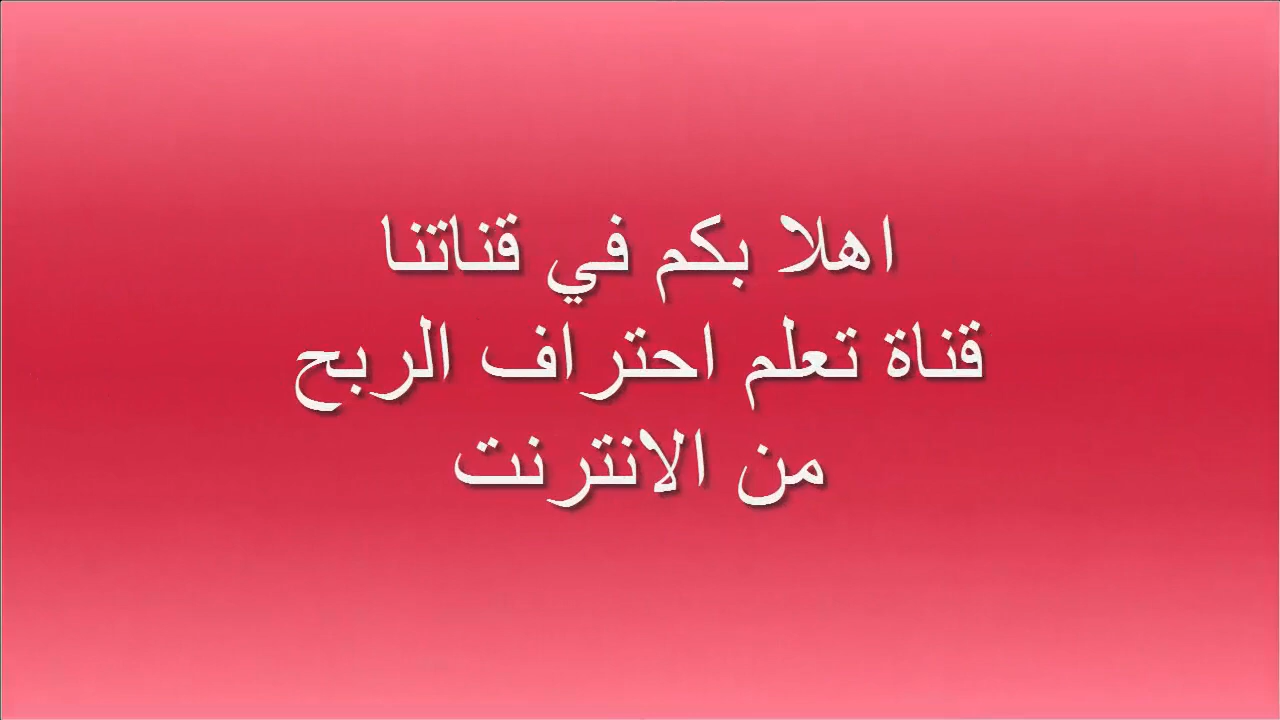 اهلا بكم في قناتنا
قناة تعلم احتراف الربح
من الانترنت